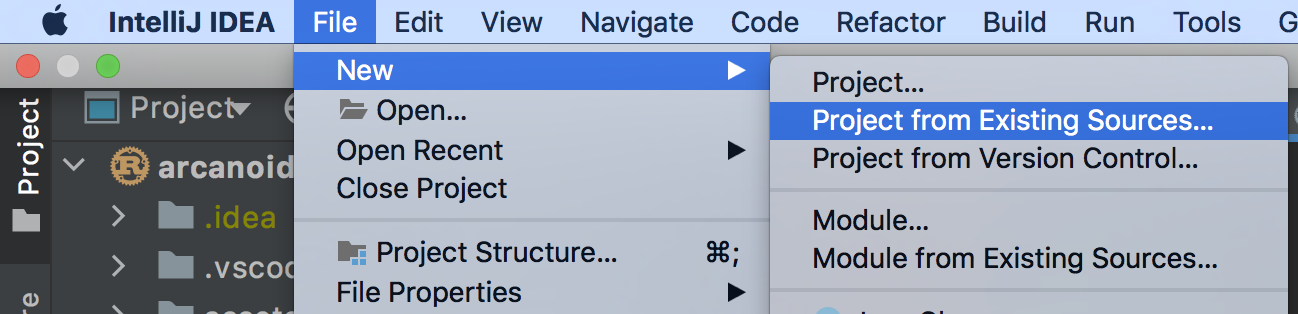 IntelliJ IDEA File Edit View Navigate Code Refactor Build Run Tools G
New
Project...
Project
Project
Open...
Project from Existing Sources...
Open Recent
Project from Version Control...
arcanoid
Close Project
.idea
Module...
Project Structure... ⌘;
Module from Existing Sources...
.vscod
File Properties